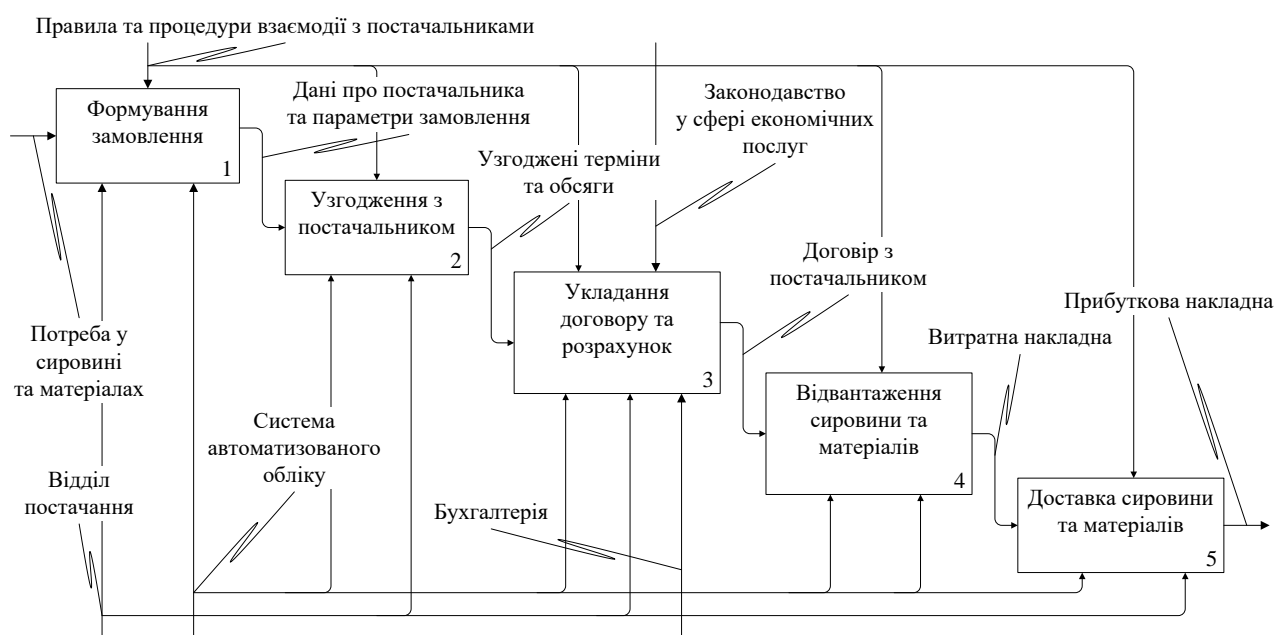 Правила та процедури взаємодії з постачальниками
Формування
замовлення
1
Дані про постачальника
та параметри замовлення
Законодавство
у сфері економічних
послуг
Узгоджені терміни
та обсяги
Узгодження з
постачальником
2
Договір з
постачальником
Укладання
договору та
розрахунок
3
Прибуткова накладна
Витратна накладна
Потреба у
сировині
та матеріалах
Відвантаження
сировини та
матеріалів
4
Система
автоматизованого
обліку
Відділ
постачання
Бухгалтерія
Доставка сировини
та матеріалів
5